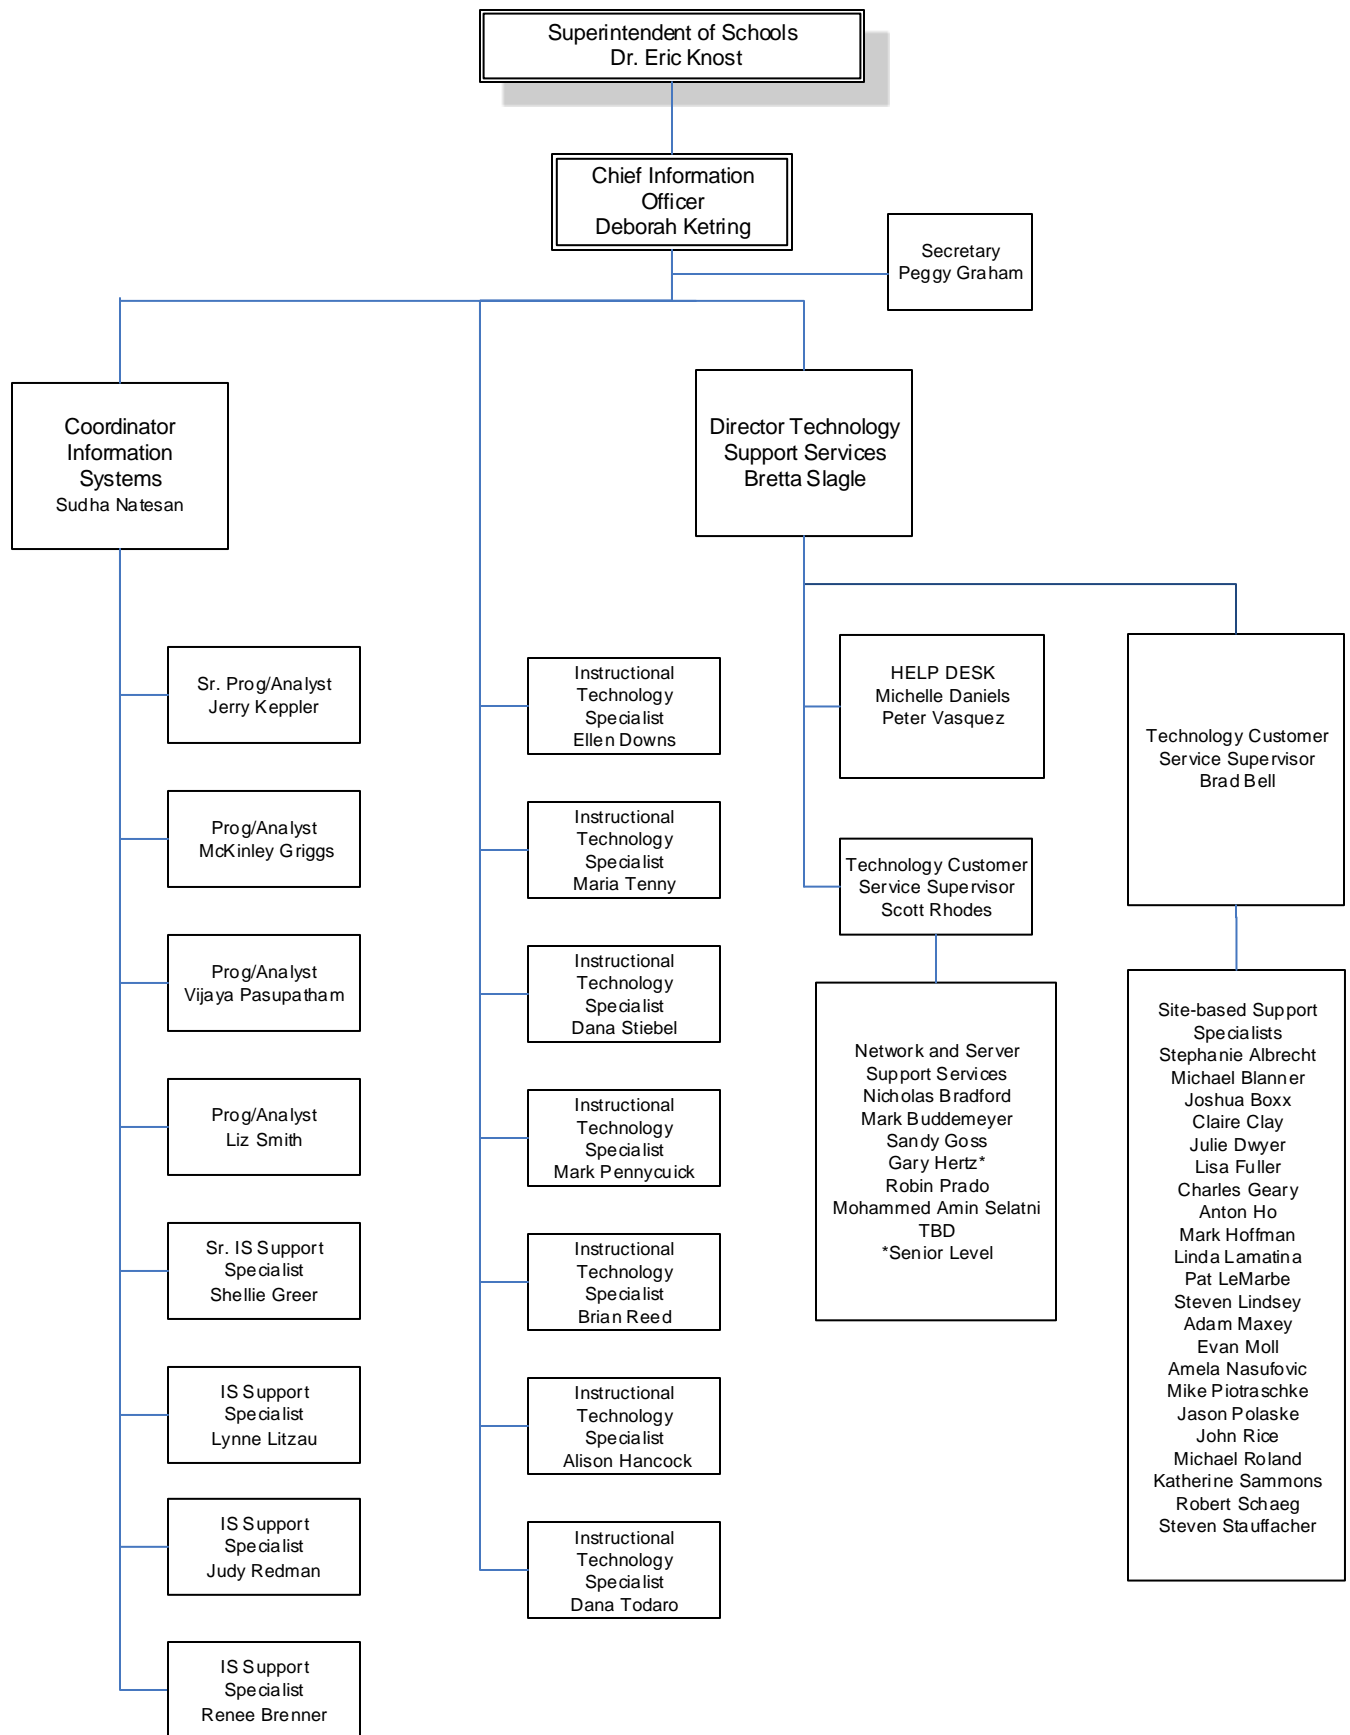 Superintendent of Schools
Dr. Eric Knost
Chief Information
Officer
Deborah Ketring
Secretary
Peggy Graham
Coordinator
Information
Systems
Sudha Natesan
Director Technology
Support Services
Bretta Slagle
Sr. Prog/Analyst
Jerry Keppler
Prog/Analyst
McKinley Griggs
Prog/Analyst
Vijaya Pasupatham
Prog/Analyst
Liz Smith
Sr. IS Support
Specialist
Shellie Greer
IS Support
Specialist
Lynne Litzau
IS Support
Specialist
Judy Redman
IS Support
Specialist
Renee Brenner
Instructional
Technology
Specialist
Ellen Downs
Instructional
Technology
Specialist
Maria Tenny
Instructional
Technology
Specialist
Dana Stiebel
Instructional
Technology
Specialist
Mark Pennycuick
Instructional
Technology
Specialist
Brian Reed
Instructional
Technology
Specialist
Alison Hancock
Instructional
Technology
Specialist
Dana Todaro
HELP DESK
Michelle Daniels
Peter Vasquez
Technology Customer
Service Supervisor
Scott Rhodes
Network and Server
Support Services
Nicholas Bradford
Mark Buddemeyer
Sandy Goss
Gary Hertz*
Robin Prado
Mohammed Amin Selatni
TBD
*Senior Level
Technology Customer
Service Supervisor
Brad Bell
Site-based Support
Specialists
Stephanie Albrecht
Michael Blanner
Joshua Boxx
Claire Clay
Julie Dwyer
Lisa Fuller
Charles Geary
Anton Ho
Mark Hoffman
Linda Lamatina
Pat LeMarbe
Steven Lindsey
Adam Maxey
Evan Moll
Amela Nasufovic
Mike Piotraschke
Jason Polaske
John Rice
Michael Roland
Katherine Sammons
Robert Schaeg
Steven Stauffacher